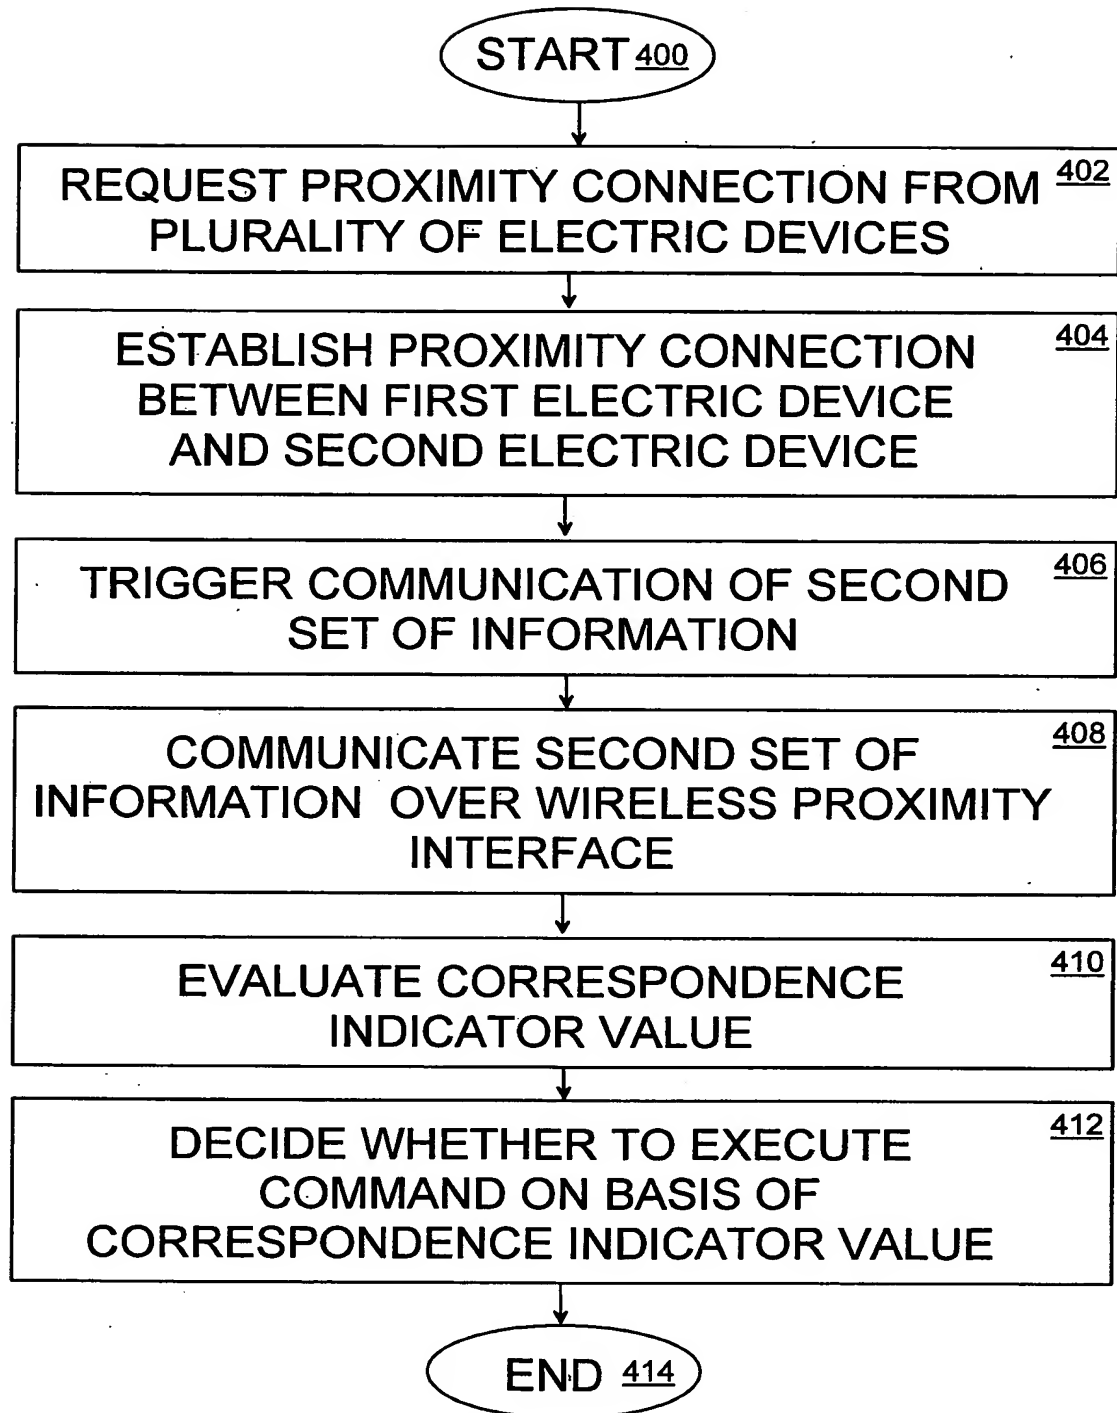 START 400
402
REQUEST PROXIMITY CONNECTION FROM
PLURALITY OF ELECTRIC DEVICES
404
ESTABLISH PROXIMITY CONNECTION
BETWEEN FIRST ELECTRIC DEVICE
AND SECOND ELECTRIC DEVICE
406
TRIGGER COMMUNICATION OF SECOND
SET OF INFORMATION
408
COMMUNICATE SECOND SET OF
INFORMATION OVER WIRELESS PROXIMITY
INTERFACE
410
EVALUATE CORRESPONDENCE
INDICATOR VALUE
412
DECIDE WHETHER TO EXECUTE
COMMAND ON BASIS OF
CORRESPONDENCE INDICATOR VALUE
END 414